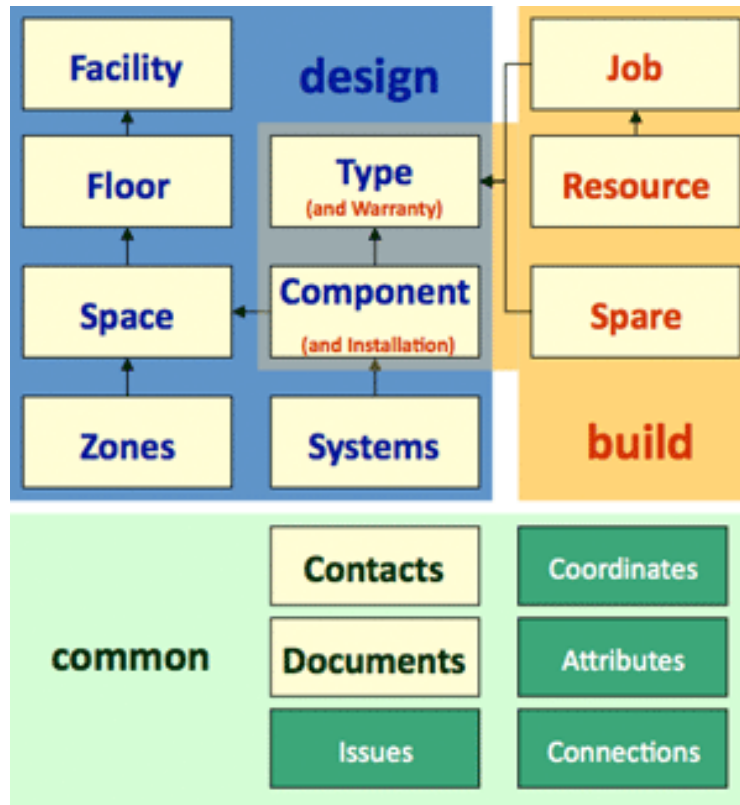 Facility
design
Job
Floor
Type
(and Warranty)
Resource
Space
Component
(and Installation)
Spare
Zones
Systems
build
common
Contacts
Coordinates
Documents
Attributes
Issues
Connections